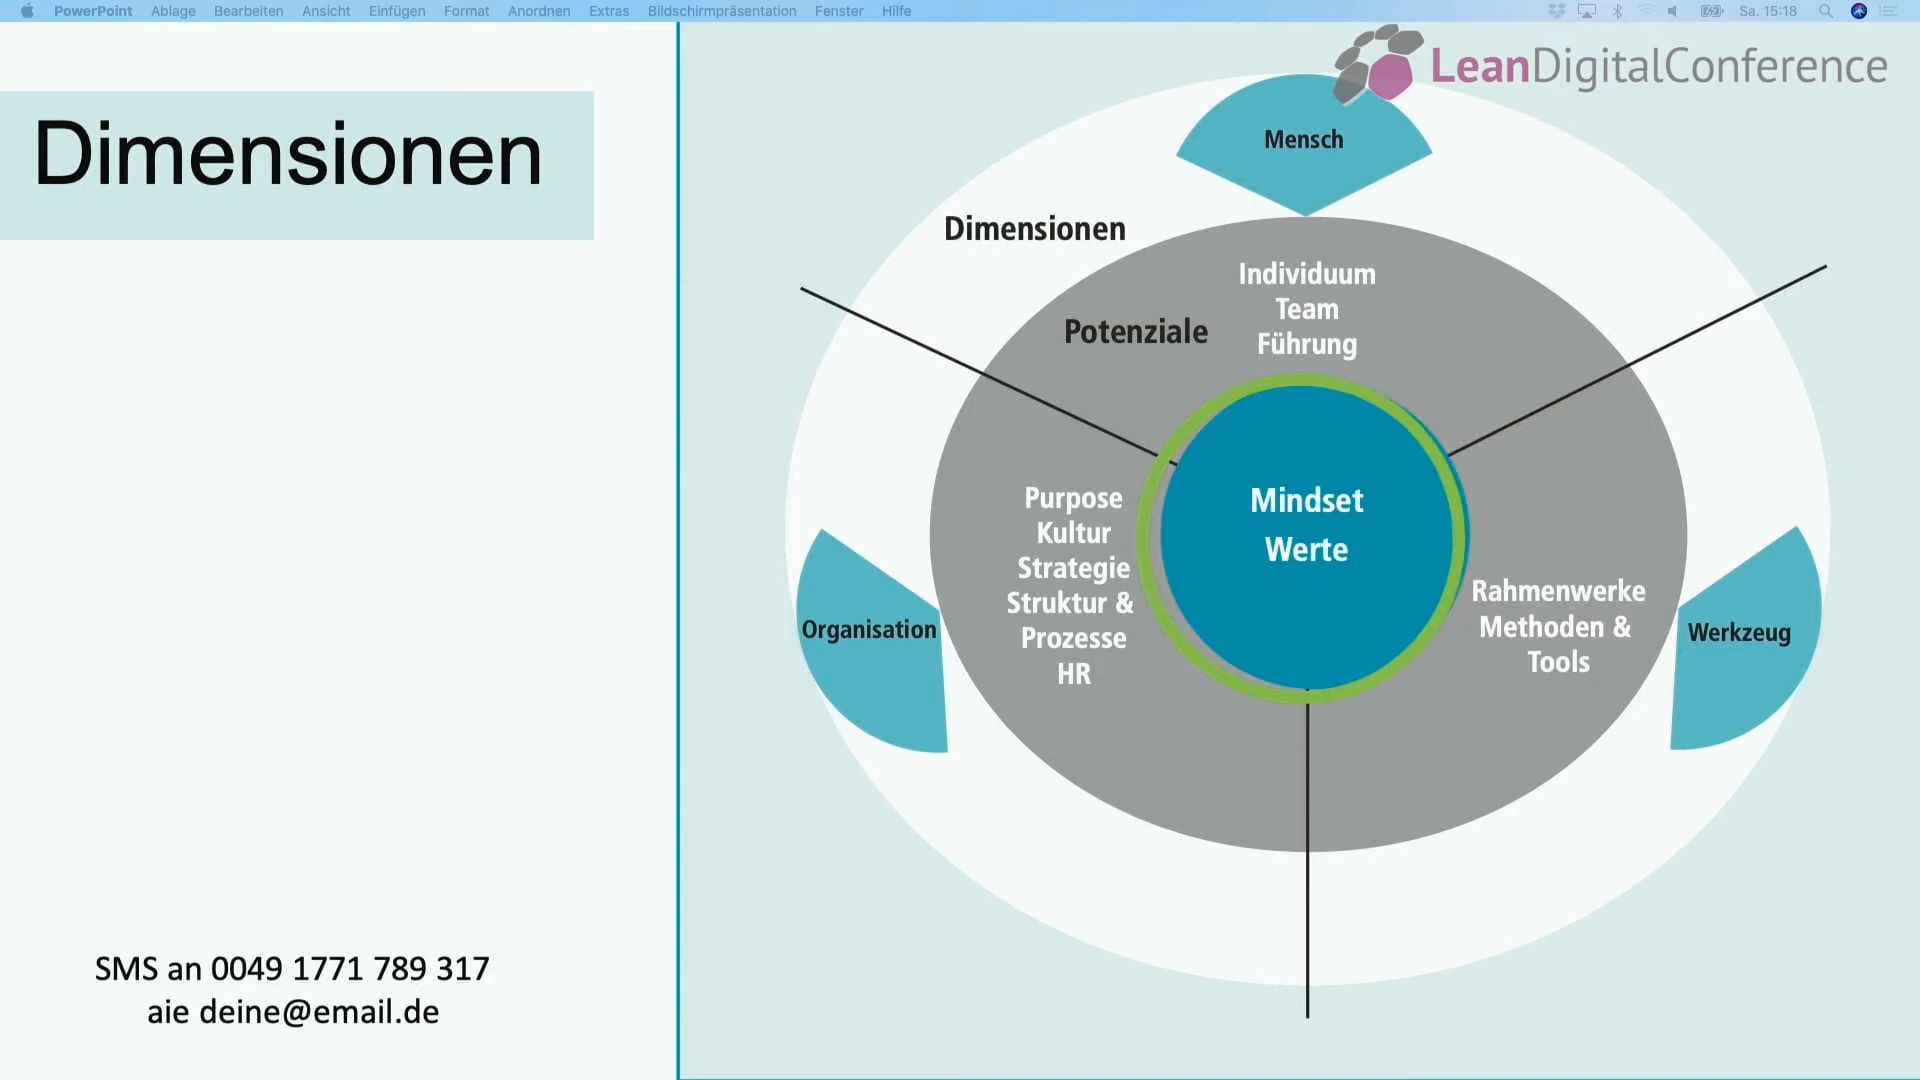 PowerPoint Ablage Bearbeiten Ansicht Einfügen Format Anordnen Extras Bildschirmpräsentation Fenster Hilfe Sa. 15:18
LeanDigitalConference
Dimensionen
Mensch
Dimensionen
Individuum
Team
Führung
Potenziale
Mindset
Werte
Purpose
Kultur
Strategie
Struktur &
Prozesse
HR
Organisation
Rahmenwerke
Methoden &
Tools
Werkzeug
SMS an 0049 1771 789 317
aie deine@email.de